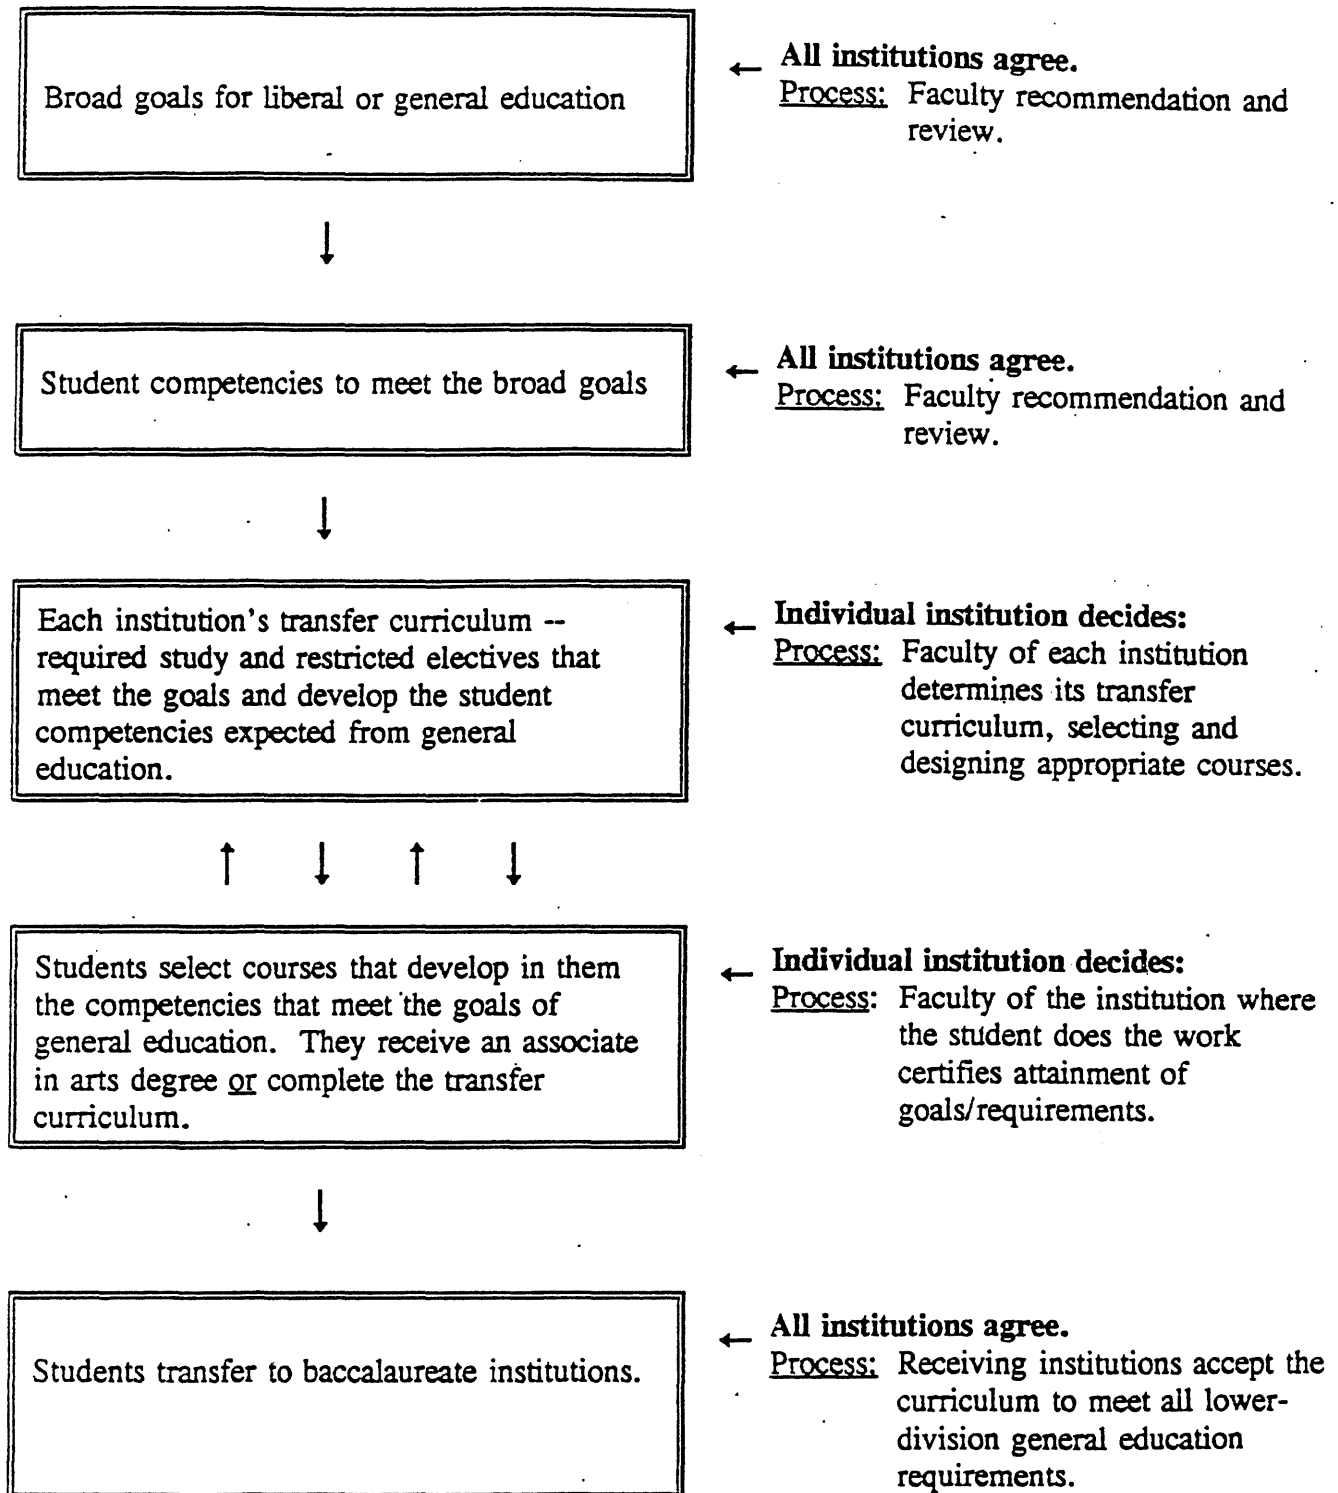 Broad goals for liberal or general education
← All institutions agree.
Process: Faculty recommendation and
review.
↓
Student competencies to meet the broad goals
← All institutions agree.
Process: Faculty recommendation and
review.
↓
Each institution's transfer curriculum --
required study and restricted electives that
meet the goals and develop the student
competencies expected from general
education.
← Individual institution decides:
Process: Faculty of each institution
determines its transfer
curriculum, selecting and
designing appropriate courses.
↑ ↓ ↑ ↓
Students select courses that develop in them
the competencies that meet the goals of
general education. They receive an associate
in arts degree or complete the transfer
curriculum.
← Individual institution decides:
Process: Faculty of the institution where
the student does the work
certifies attainment of
goals/requirements.
↓
Students transfer to baccalaureate institutions.
← All institutions agree.
Process: Receiving institutions accept the
curriculum to meet all lower-
division general education
requirements.